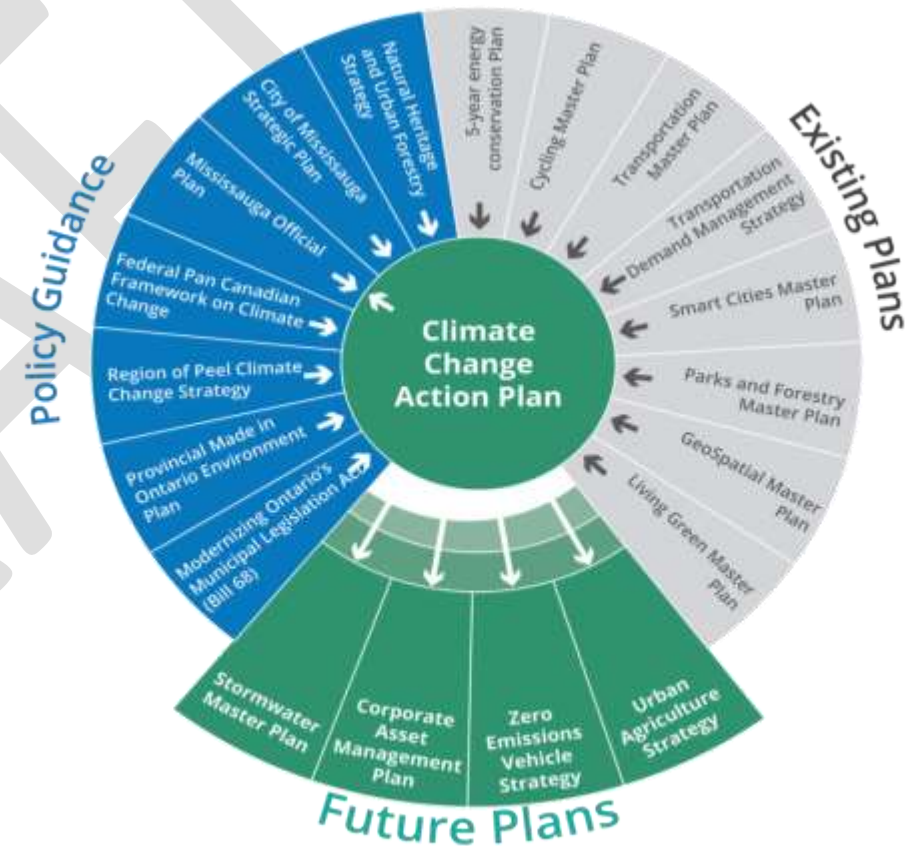 Policy Guidance
Natural Heritage
and Urban Forestry
Strategy
City of Mississauga
Strategic Plan
Mississauga Official
Plan
Federal Pan Canadian
Framework on Climate
Change
Region of Peel Climate
Change Strategy
Provincial Made in
Ontario Environment
Plan
Modernizing Ontario's
Municipal Legislation Act
(Bill 68)
Existing Plans
5-year energy
conservation Plan
Cycling Master Plan
Transportation
Master Plan
Transportation
Demand Management
Strategy
Smart Cities Master
Plan
Parks and Forestry
Master Plan
GeoSpatial Master
Plan
Living Green Master
Plan
Climate
Change
Action Plan
Stormwater
Master Plan
Corporate
Asset
Management
Plan
Zero
Emissions
Vehicle
Strategy
Urban
Agriculture
Strategy
Future Plans